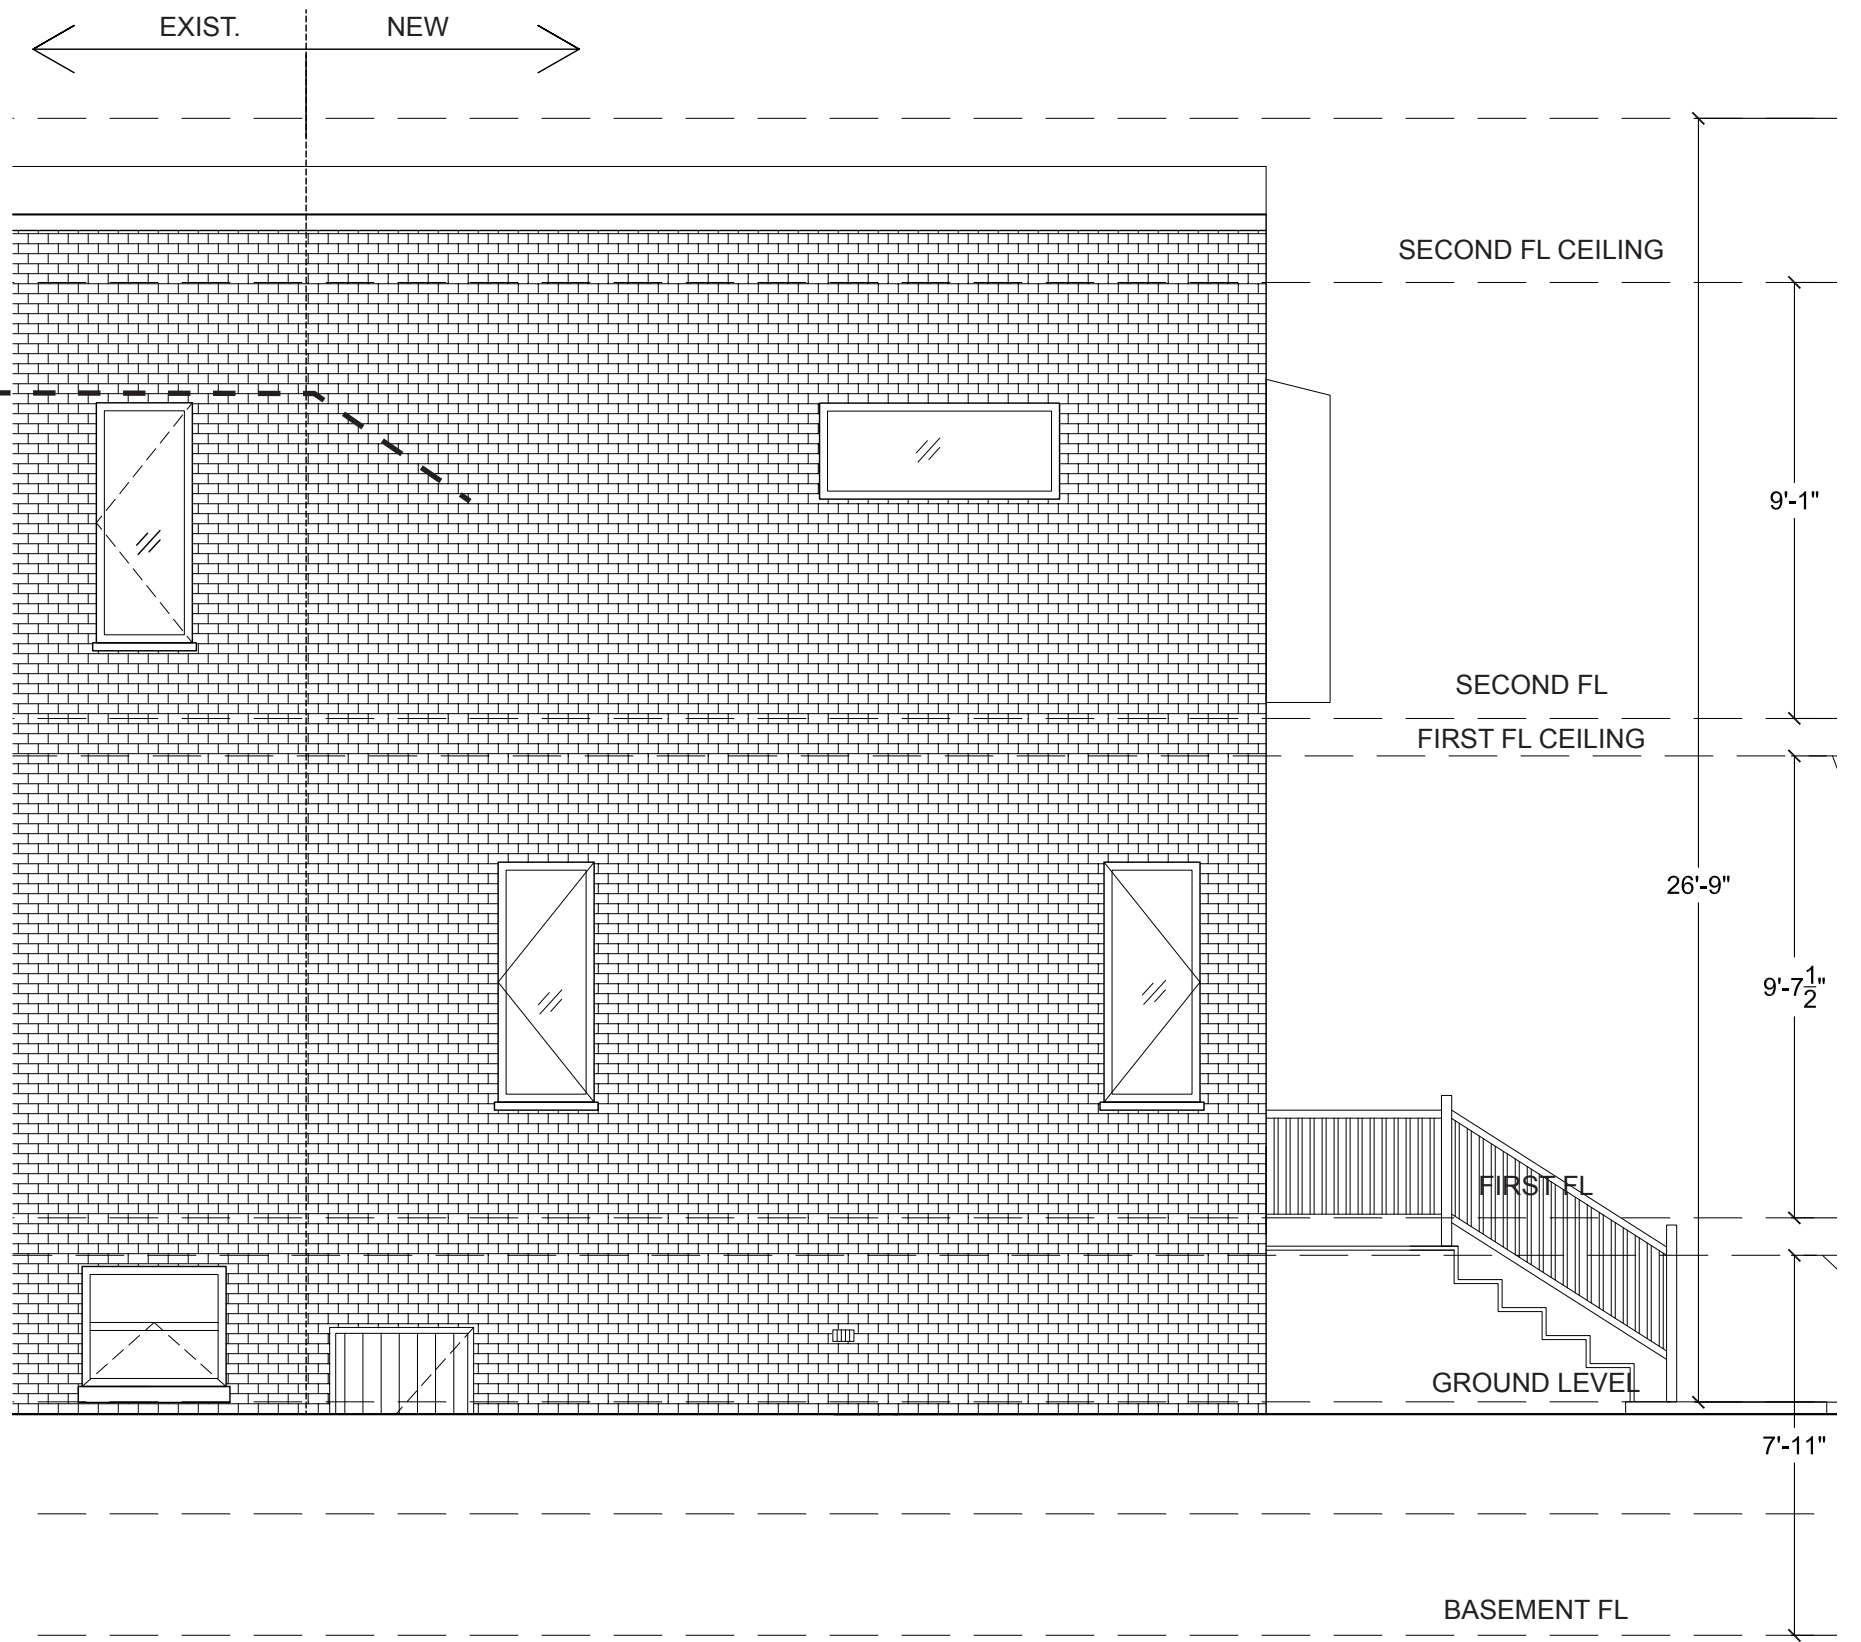 EXIST.
NEW
SECOND FL CEILING
9'-1"
SECOND FL
FIRST FL CEILING
26'-9"
9'-7 1/2"
FIRST FL
GROUND LEVEL
7'-11"
BASEMENT FL